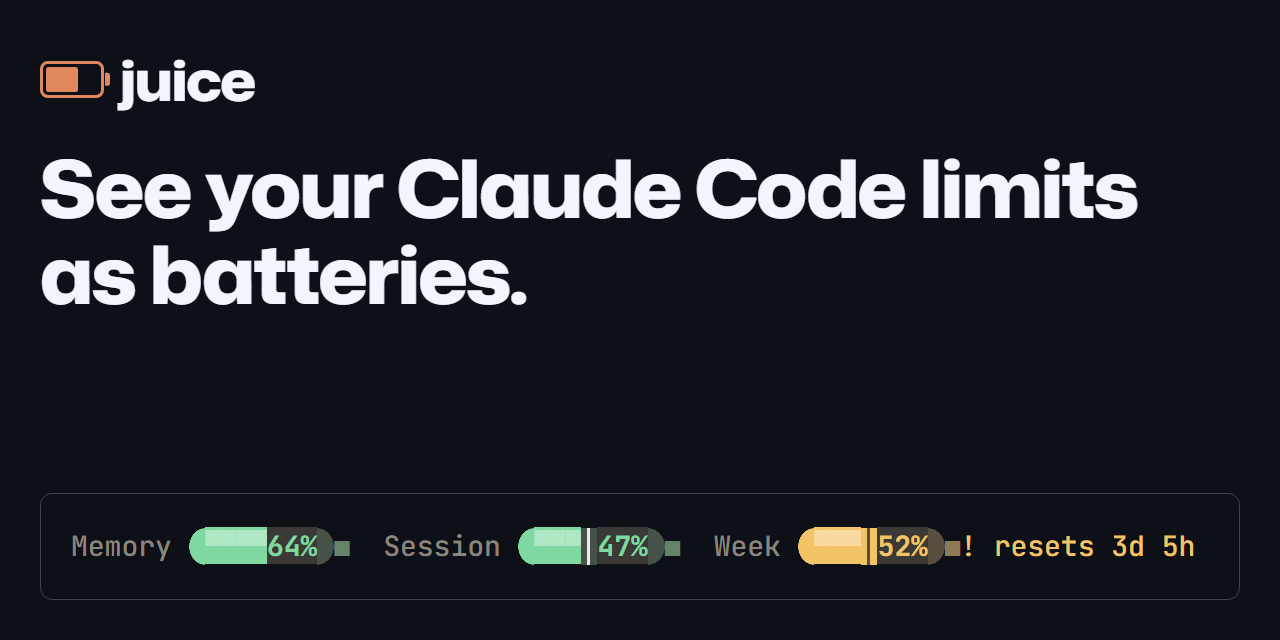 juice
See your Claude Code limits
as batteries.
Memory 64% Session 47% Week 52% ! resets 3d 5h